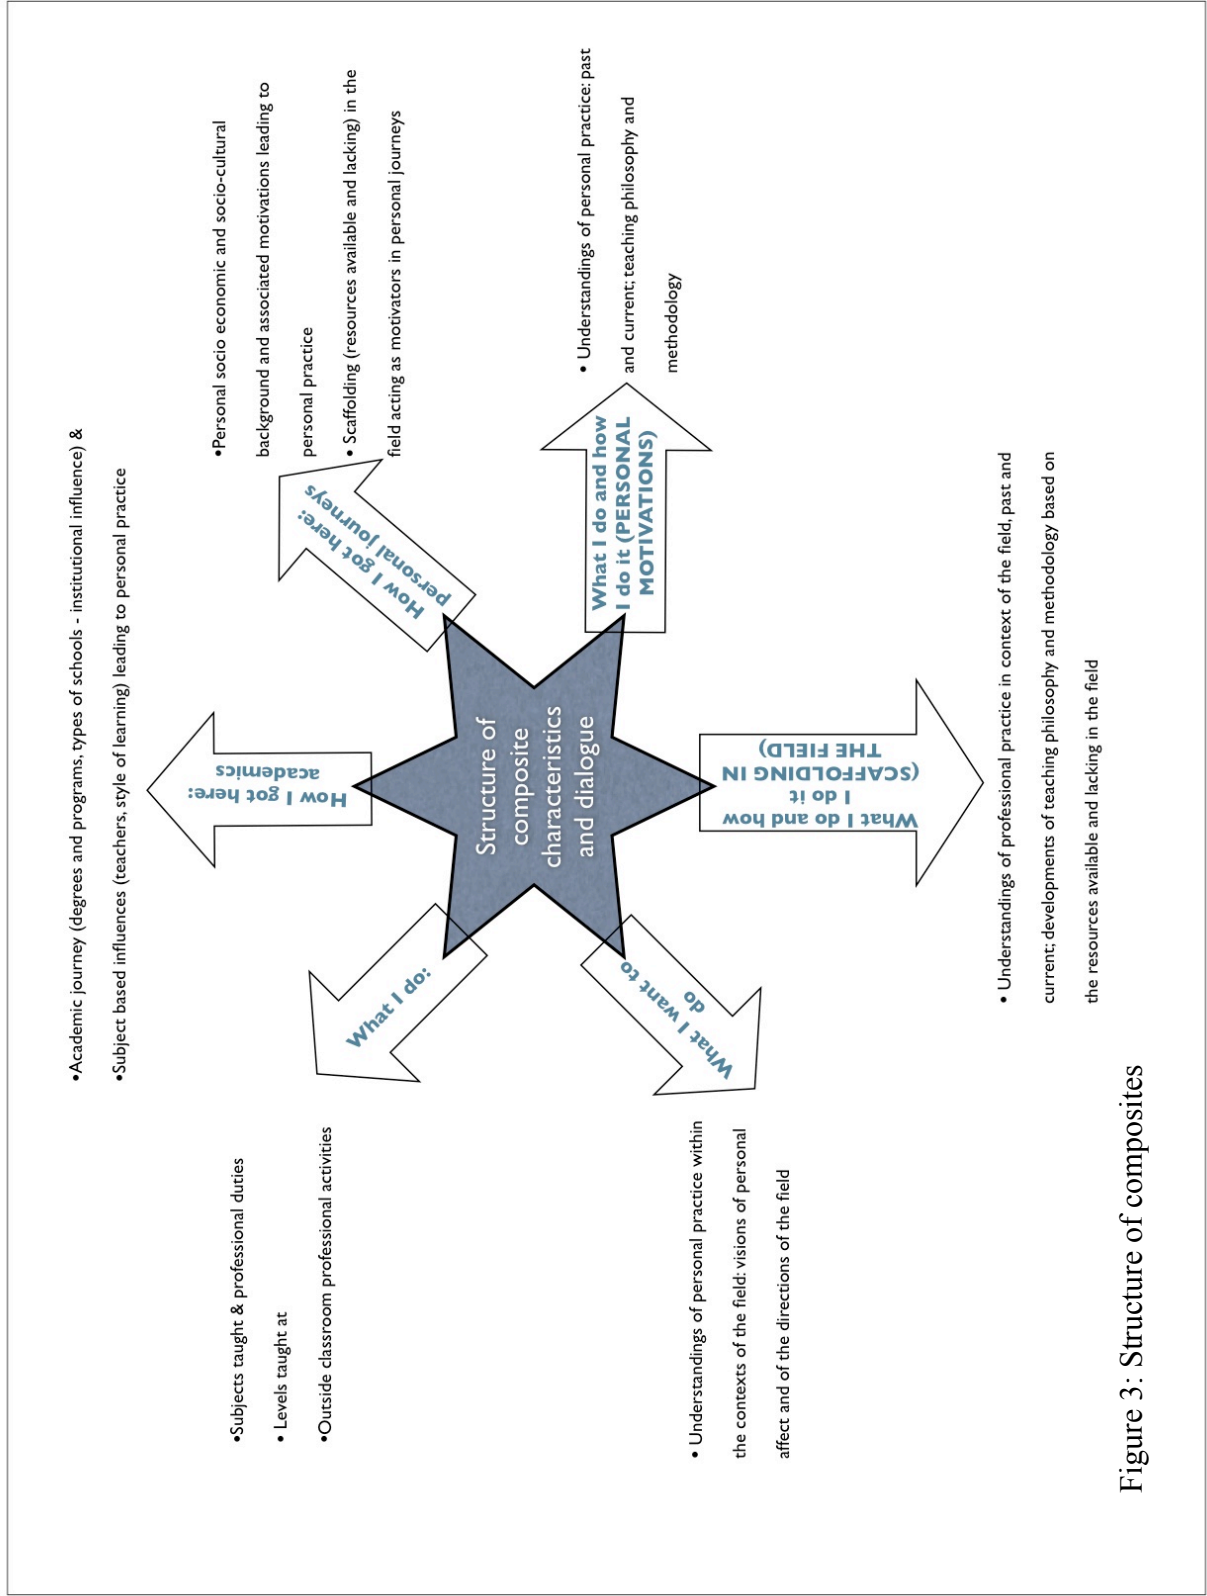 •Academic journey (degrees and programs, types of schools - institutional influence) &
•Subject based influences (teachers, style of learning) leading to personal practice
•Subjects taught & professional duties
• Levels taught at
•Outside classroom professional activities
What I do:
How I got here:
academics
How I got here:
personal journeys
•Personal socio economic and socio-cultural
background and associated motivations leading to
personal practice
• Scaffolding (resources available and lacking) in the
field acting as motivators in personal journeys
Structure of
composite
characteristics
and dialogue
What I do and how
I do it (PERSONAL
MOTIVATIONS)
• Understandings of personal practice: past
and current; teaching philosophy and
methodology
What I want to
do
• Understandings of personal practice within
the contexts of the field: visions of personal
affect and of the directions of the field
What I do and how
I do it
(SCAFFOLDING IN
THE FIELD)
• Understandings of professional practice in context of the field, past and
current; developments of teaching philosophy and methodology based on
the resources available and lacking in the field
Figure 3: Structure of composites